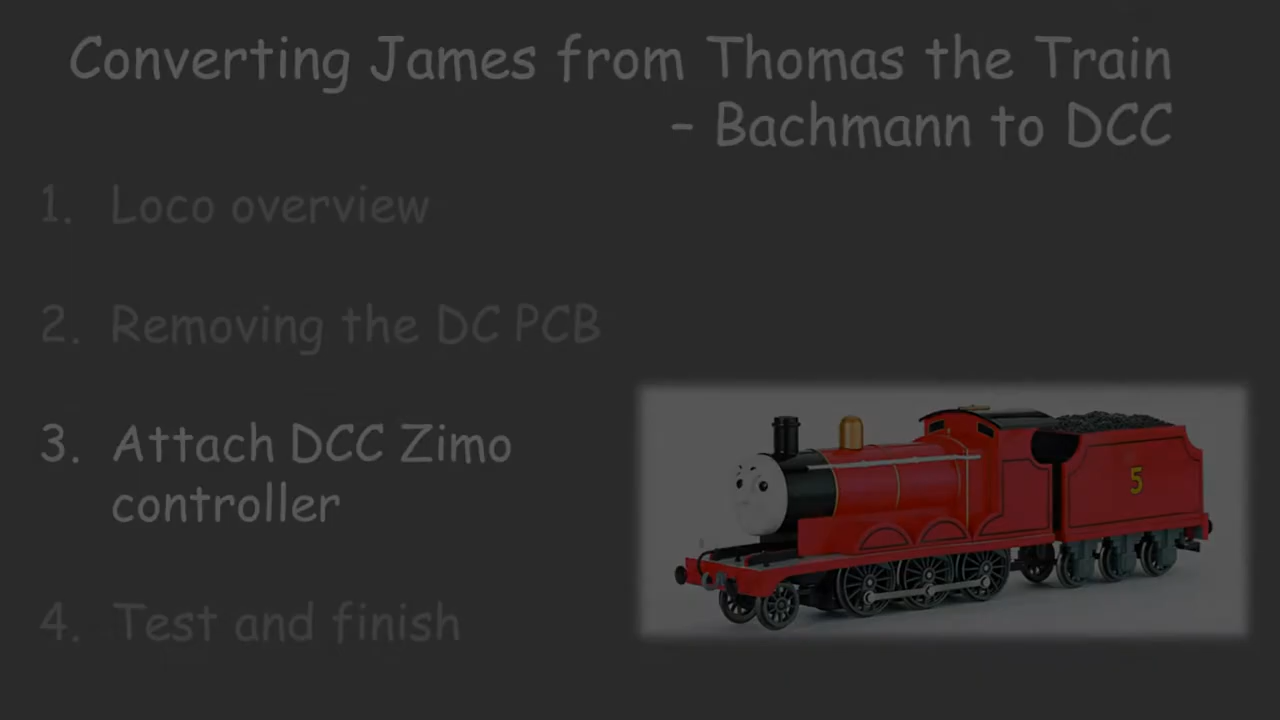 Converting James from Thomas the Train
– Bachmann to DCC
1. Loco overview
2. Removing the DC PCB
3. Attach DCC Zimo
controller
4. Test and finish
5